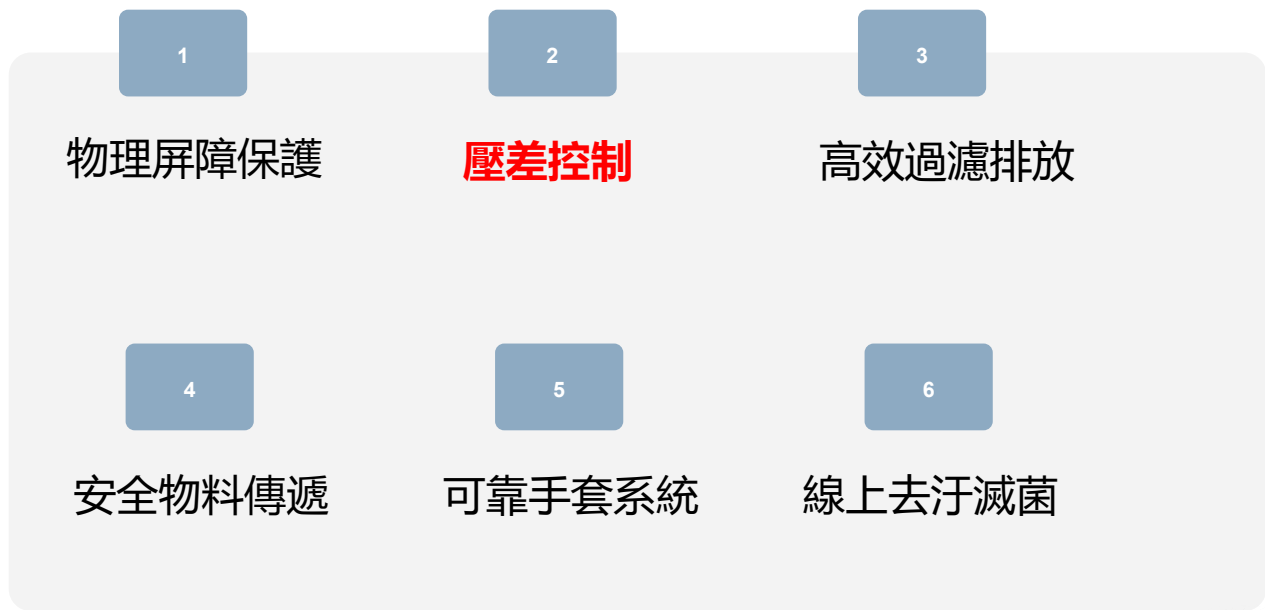 1
2
3
物理屏障保護
壓差控制
高效過濾排放
4
5
6
安全物料傳遞
可靠手套系統
線上去汙滅菌